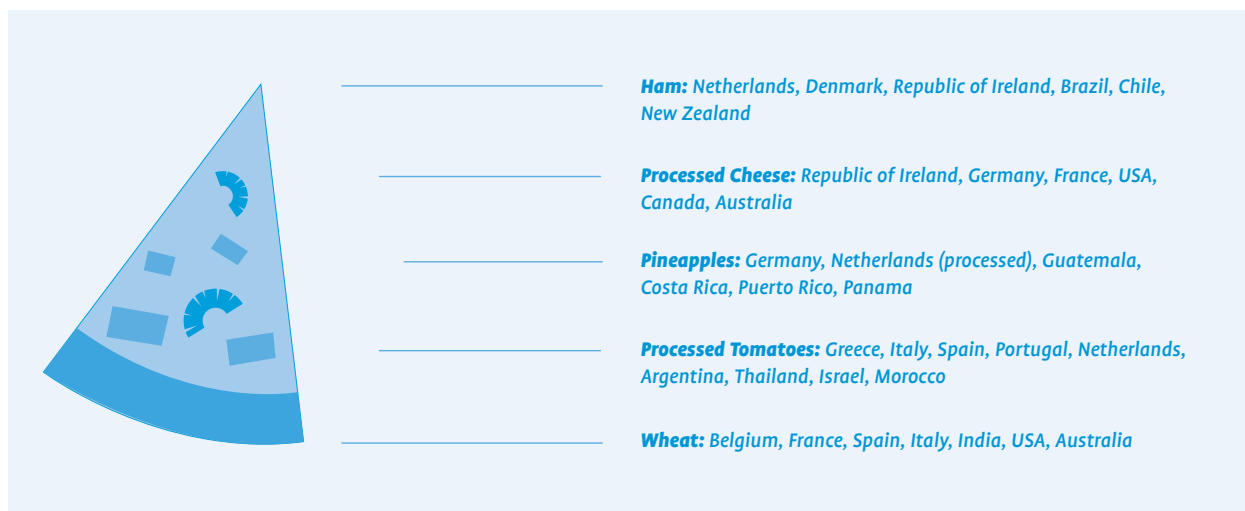 Ham: Netherlands, Denmark, Republic of Ireland, Brazil, Chile,
New Zealand
Processed Cheese: Republic of Ireland, Germany, France, USA,
Canada, Australia
Pineapples: Germany, Netherlands (processed), Guatemala,
Costa Rica, Puerto Rico, Panama
Processed Tomatoes: Greece, Italy, Spain, Portugal, Netherlands,
Argentina, Thailand, Israel, Morocco
Wheat: Belgium, France, Spain, Italy, India, USA, Australia